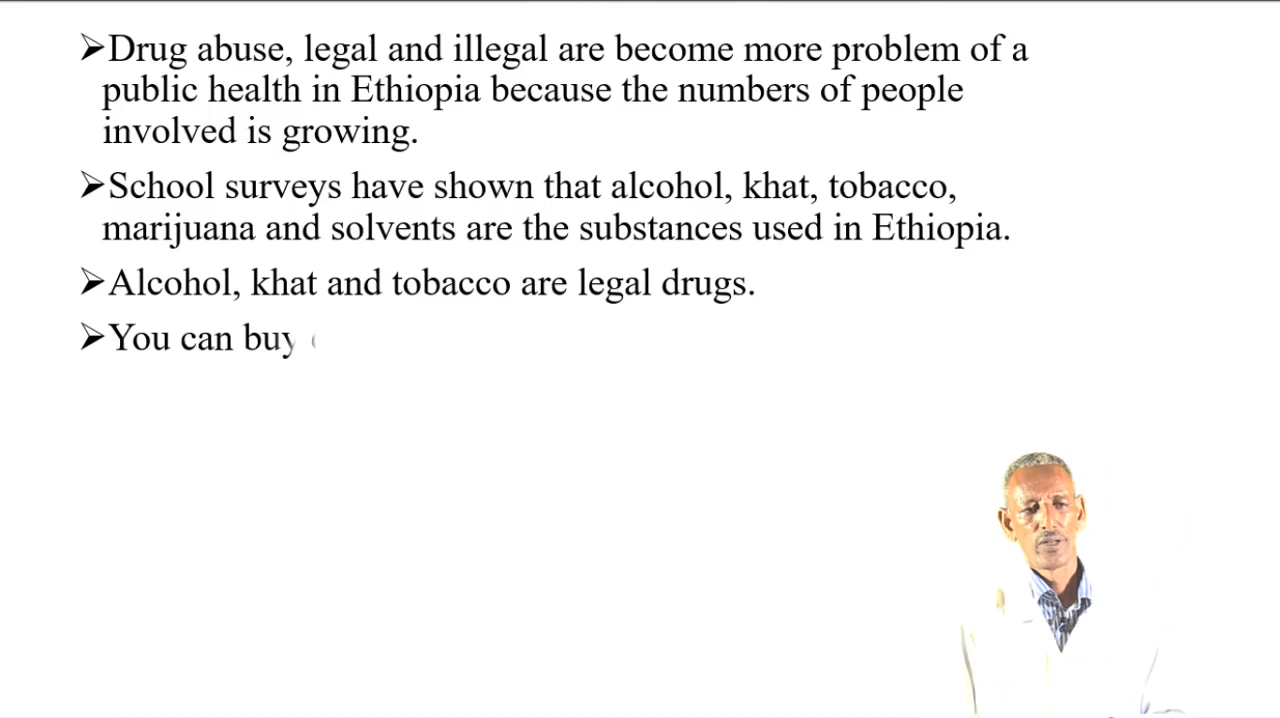 ➢Drug abuse, legal and illegal are become more problem of a
public health in Ethiopia because the numbers of people
involved is growing.
➢School surveys have shown that alcohol, khat, tobacco,
marijuana and solvents are the substances used in Ethiopia.
➢Alcohol, khat and tobacco are legal drugs.
➢You can buy